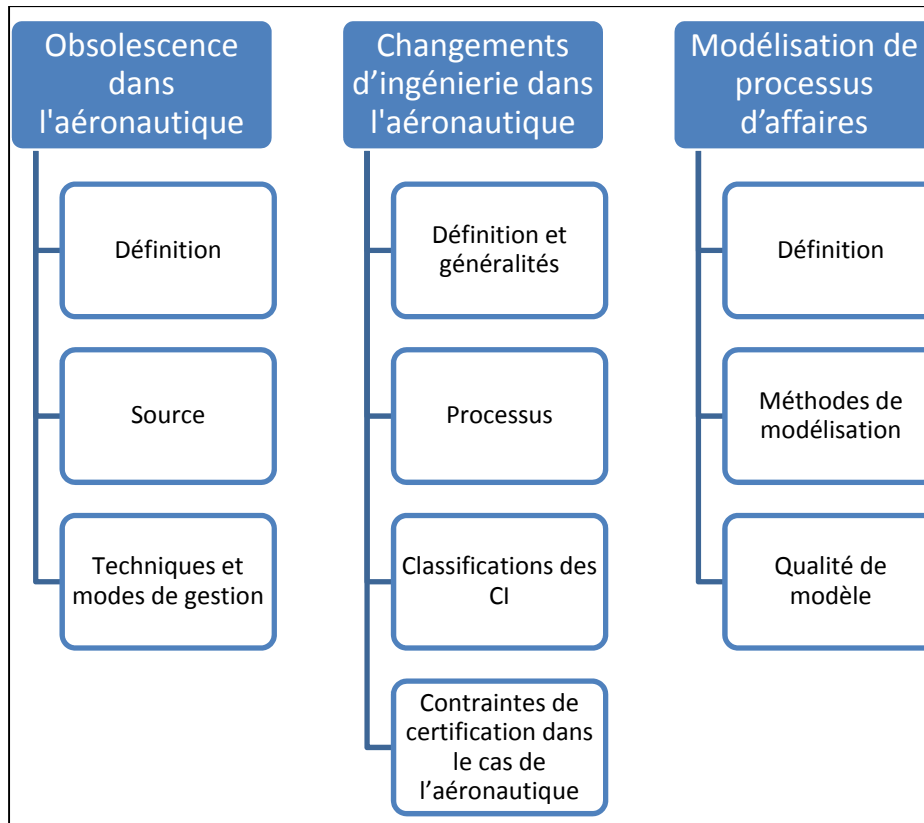 Obsolescence
dans
l'aéronautique
Définition
Source
Techniques et
modes de gestion
Changements
d’ingénierie dans
l'aéronautique
Définition et
généralités
Processus
Classifications des
CI
Contraintes de
certification dans
le cas de
l’aéronautique
Modélisation de
processus
d’affaires
Définition
Méthodes de
modélisation
Qualité de
modèle